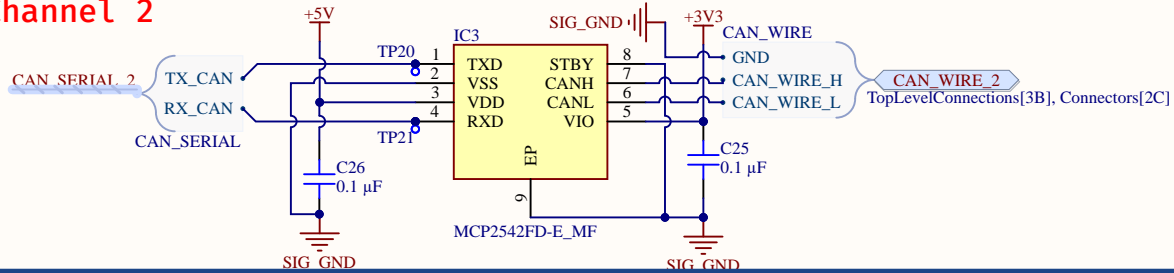 hannel 2
+5V
SIG_GND
+3V3
IC3
CAN_WIRE
TP20
1
TXD
STBY
8
GND
CAN_SERIAL_2
TX_CAN
2
VSS
CANH
7
CAN_WIRE_H
CAN_WIRE_2
RX_CAN
3
VDD
CANL
6
CAN_WIRE_L
TopLevelConnections[3B], Connectors[2C]
4
RXD
VIO
5
CAN_SERIAL
TP21
EP
C26
0.1 µF
C25
0.1 µF
9
MCP2542FD-E_MF
SIG_GND
SIG_GND